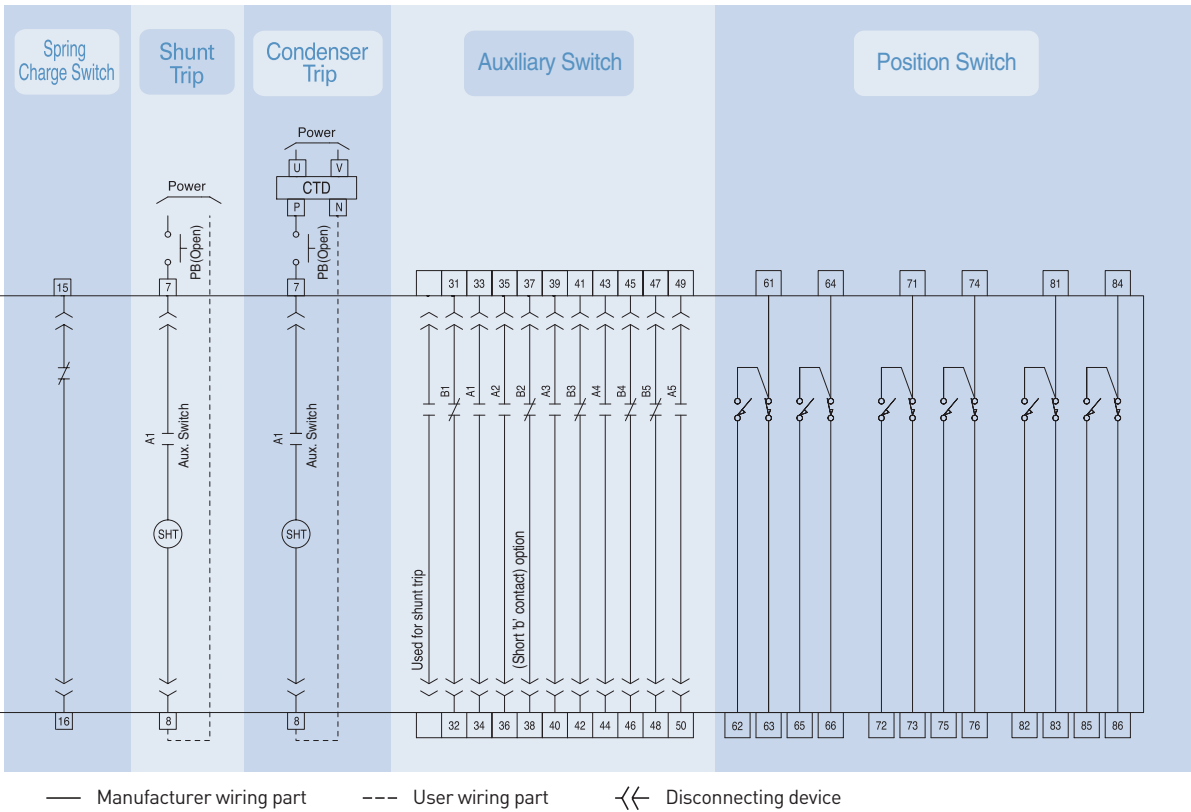 Spring
Charge Switch
Shunt
Trip
Condenser
Trip
Auxiliary Switch
Position Switch
Power
U V
CTD
P N
Power
PB(Open)
PB(Open)
15
7
7
31 33 35 37 39 41 43 45 47 49
61 64 71 74 81 84
B1 A1 A2 B2 A3 B3 A4 B4 B5 A5
A1
Aux. Switch
A1
Aux. Switch
SHT
SHT
Used for shunt trip
(Short 'b' contact) option
16
8
8
32 34 36 38 40 42 44 46 48 50
62 63 65 66 72 73 75 76 82 83 85 86
Manufacturer wiring part
User wiring part
Disconnecting device